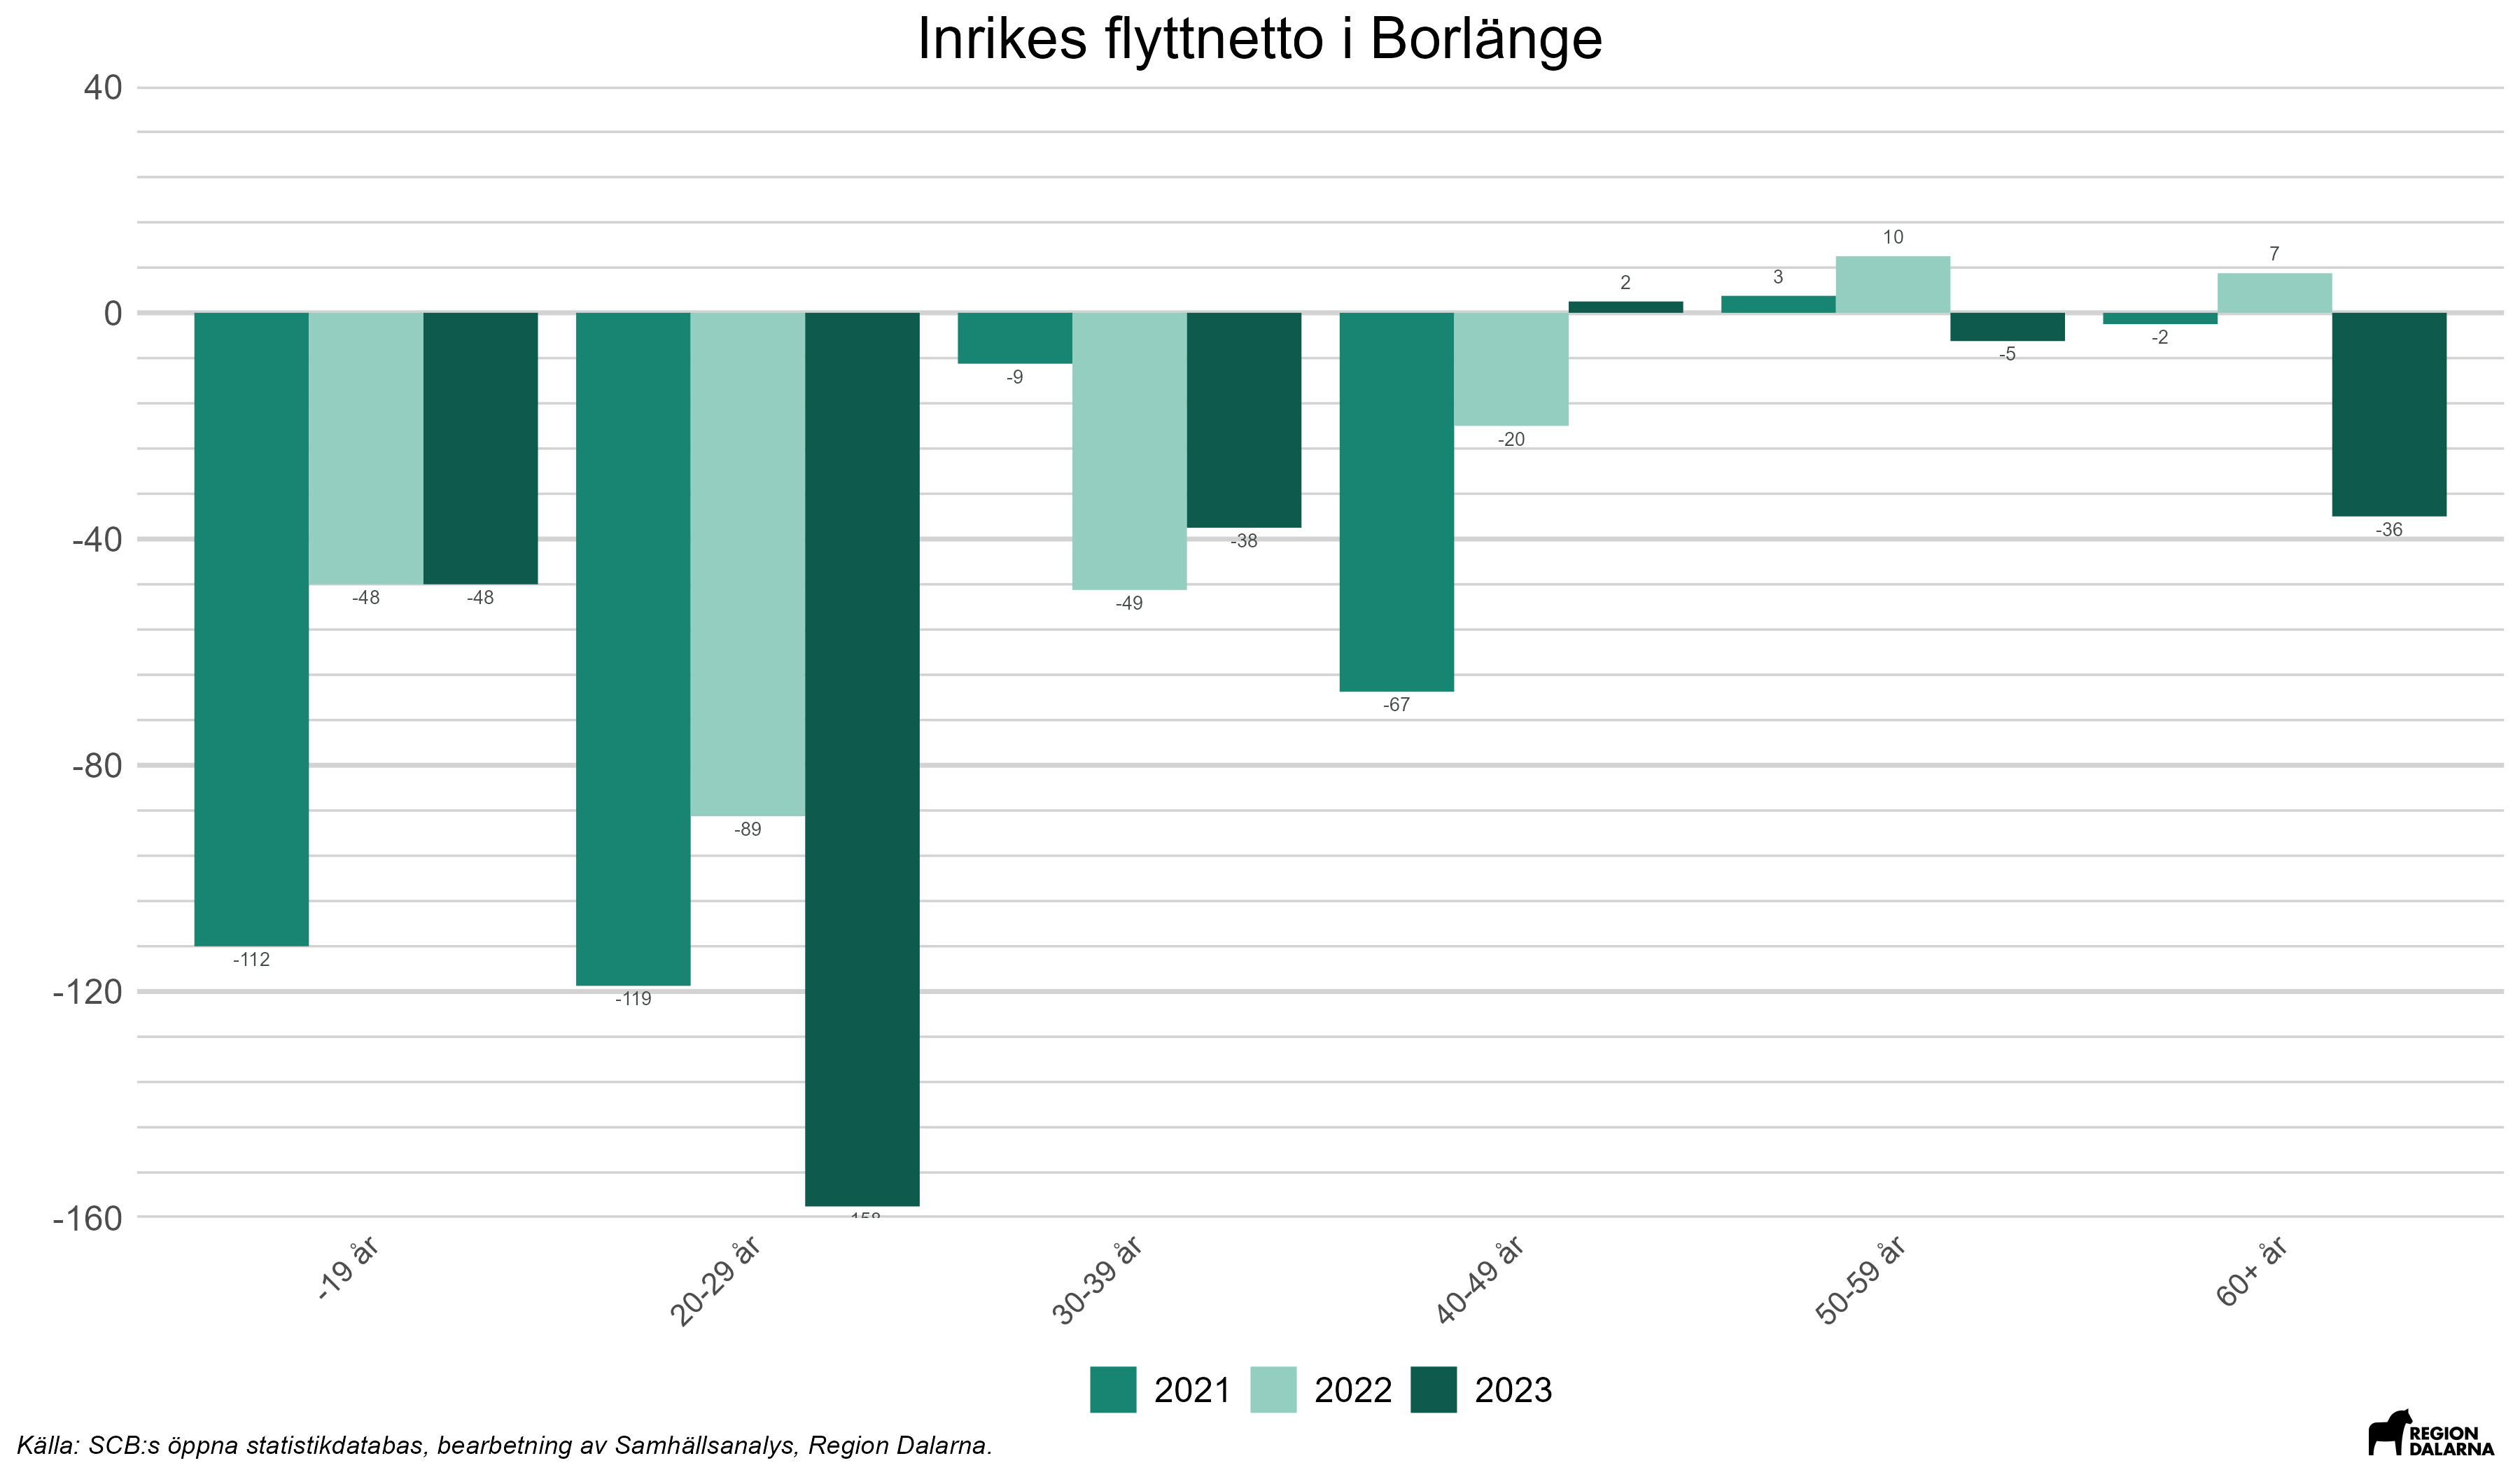 Inrikes flyttnetto i Borlänge
40
0
-40
-80
-120
-160
-112
-48
-48
-119
-89
-9
-49
-38
-67
-20
2
3
10
-5
-2
7
-36
-19 år
20-29 år
30-39 år
40-49 år
50-59 år
60+ år
2021 2022 2023
Källa: SCB:s öppna statistikdatabas, bearbetning av Samhällsanalys, Region Dalarna.
REGION
DALARNA